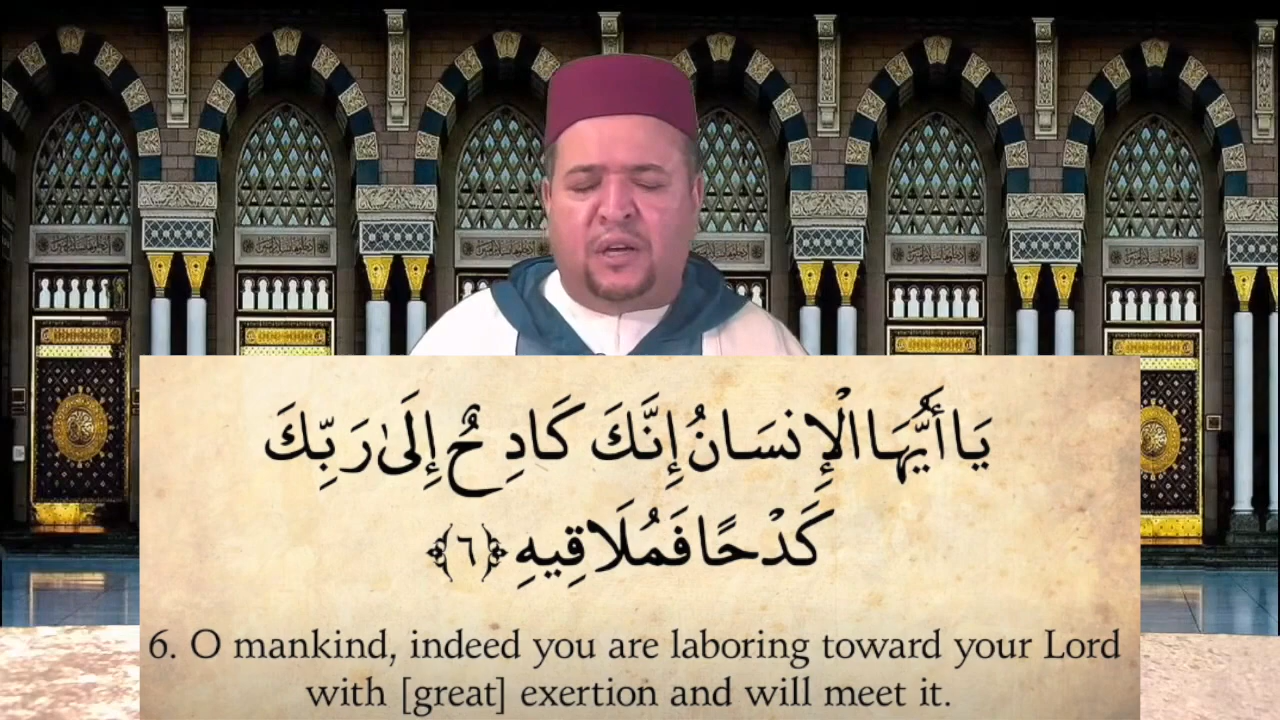 يَا أَيُّهَا الْإِنسَانُ إِنَّكَ كَادِحٌ إِلَىٰ رَبِّكَ
كَدْحًا فَمُلَاقِيهِ ﴿٦﴾
6. O mankind, indeed you are laboring toward your Lord
with [great] exertion and will meet it.